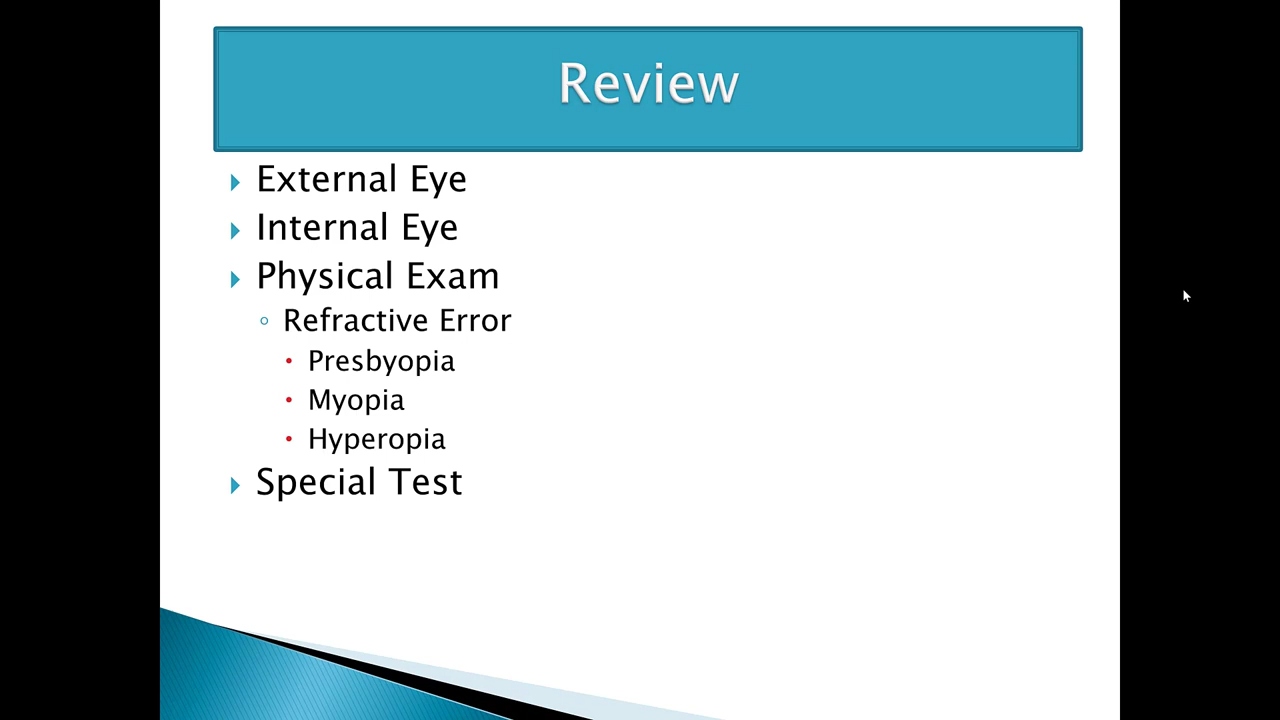 Review
External Eye
Internal Eye
Physical Exam
Refractive Error
Presbyopia
Myopia
Hyperopia
Special Test